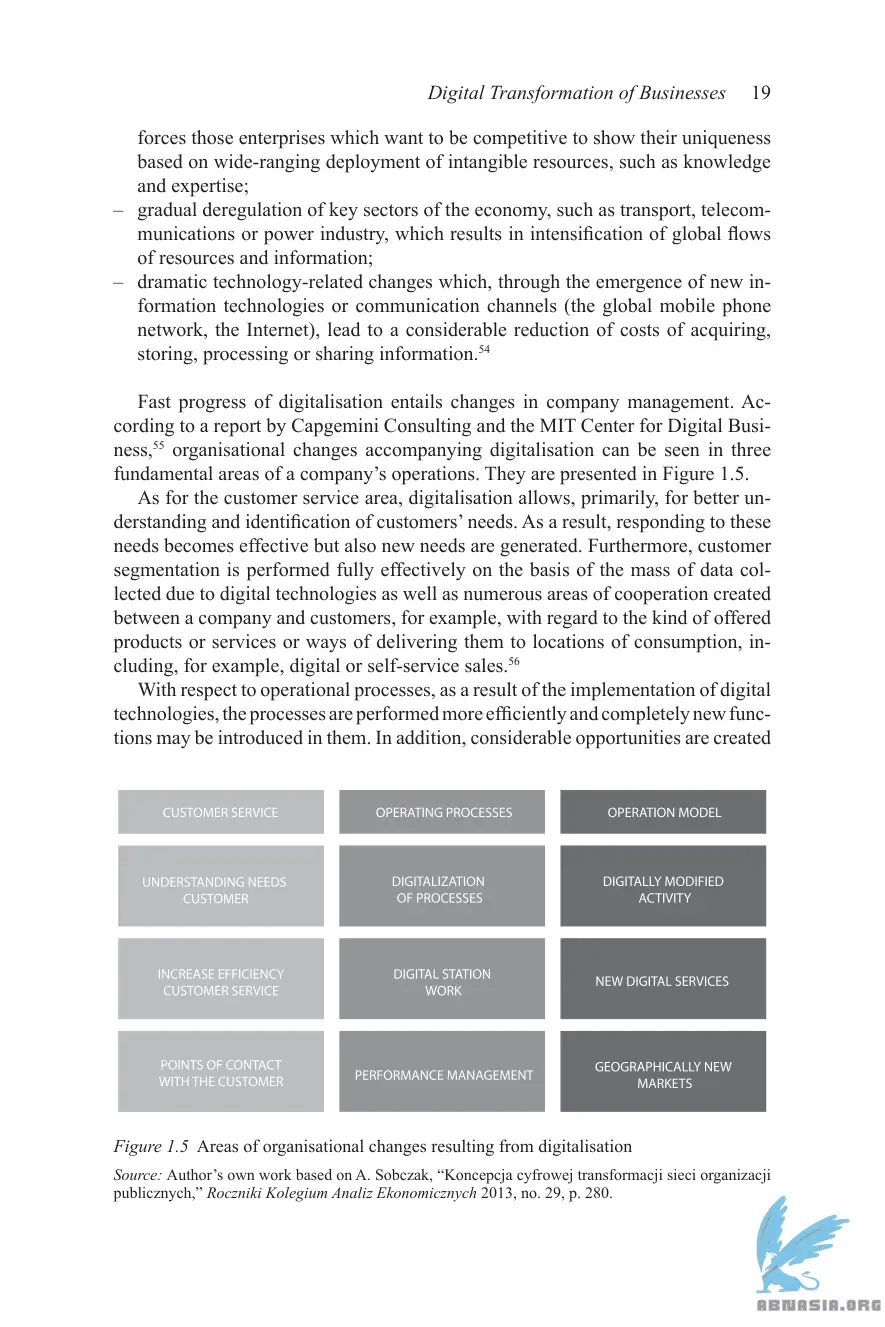 Digital Transformation of Businesses 19
forces those enterprises which want to be competitive to show their uniqueness
based on wide-ranging deployment of intangible resources, such as knowledge
and expertise;
– gradual deregulation of key sectors of the economy, such as transport, telecom-
munications or power industry, which results in intensification of global flows
of resources and information;
– dramatic technology-related changes which, through the emergence of new in-
formation technologies or communication channels (the global mobile phone
network, the Internet), lead to a considerable reduction of costs of acquiring,
storing, processing or sharing information.54
Fast progress of digitalisation entails changes in company management. Ac-
cording to a report by Capgemini Consulting and the MIT Center for Digital Busi-
ness,55 organisational changes accompanying digitalisation can be seen in three
fundamental areas of a company's operations. They are presented in Figure 1.5.
As for the customer service area, digitalisation allows, primarily, for better un-
derstanding and identification of customers' needs. As a result, responding to these
needs becomes effective but also new needs are generated. Furthermore, customer
segmentation is performed fully effectively on the basis of the mass of data col-
lected due to digital technologies as well as numerous areas of cooperation created
between a company and customers, for example, with regard to the kind of offered
products or services or ways of delivering them to locations of consumption, in-
cluding, for example, digital or self-service sales.56
With respect to operational processes, as a result of the implementation of digital
technologies, the processes are performed more efficiently and completely new func-
tions may be introduced in them. In addition, considerable opportunities are created
CUSTOMER SERVICE
OPERATING PROCESSES
OPERATION MODEL
UNDERSTANDING NEEDS
CUSTOMER
DIGITALIZATION
OF PROCESSES
DIGITALLY MODIFIED
ACTIVITY
INCREASE EFFICIENCY
CUSTOMER SERVICE
DIGITAL STATION
WORK
NEW DIGITAL SERVICES
POINTS OF CONTACT
WITH THE CUSTOMER
PERFORMANCE MANAGEMENT
GEOGRAPHICALLY NEW
MARKETS
Figure 1.5 Areas of organisational changes resulting from digitalisation
Source: Author's own work based on A. Sobczak, “Koncepcja cyfrowej transformacji sieci organizacji
publicznych,” Roczniki Kolegium Analiz Ekonomicznych 2013, no. 29, p. 280.
ABNASIA.ORG